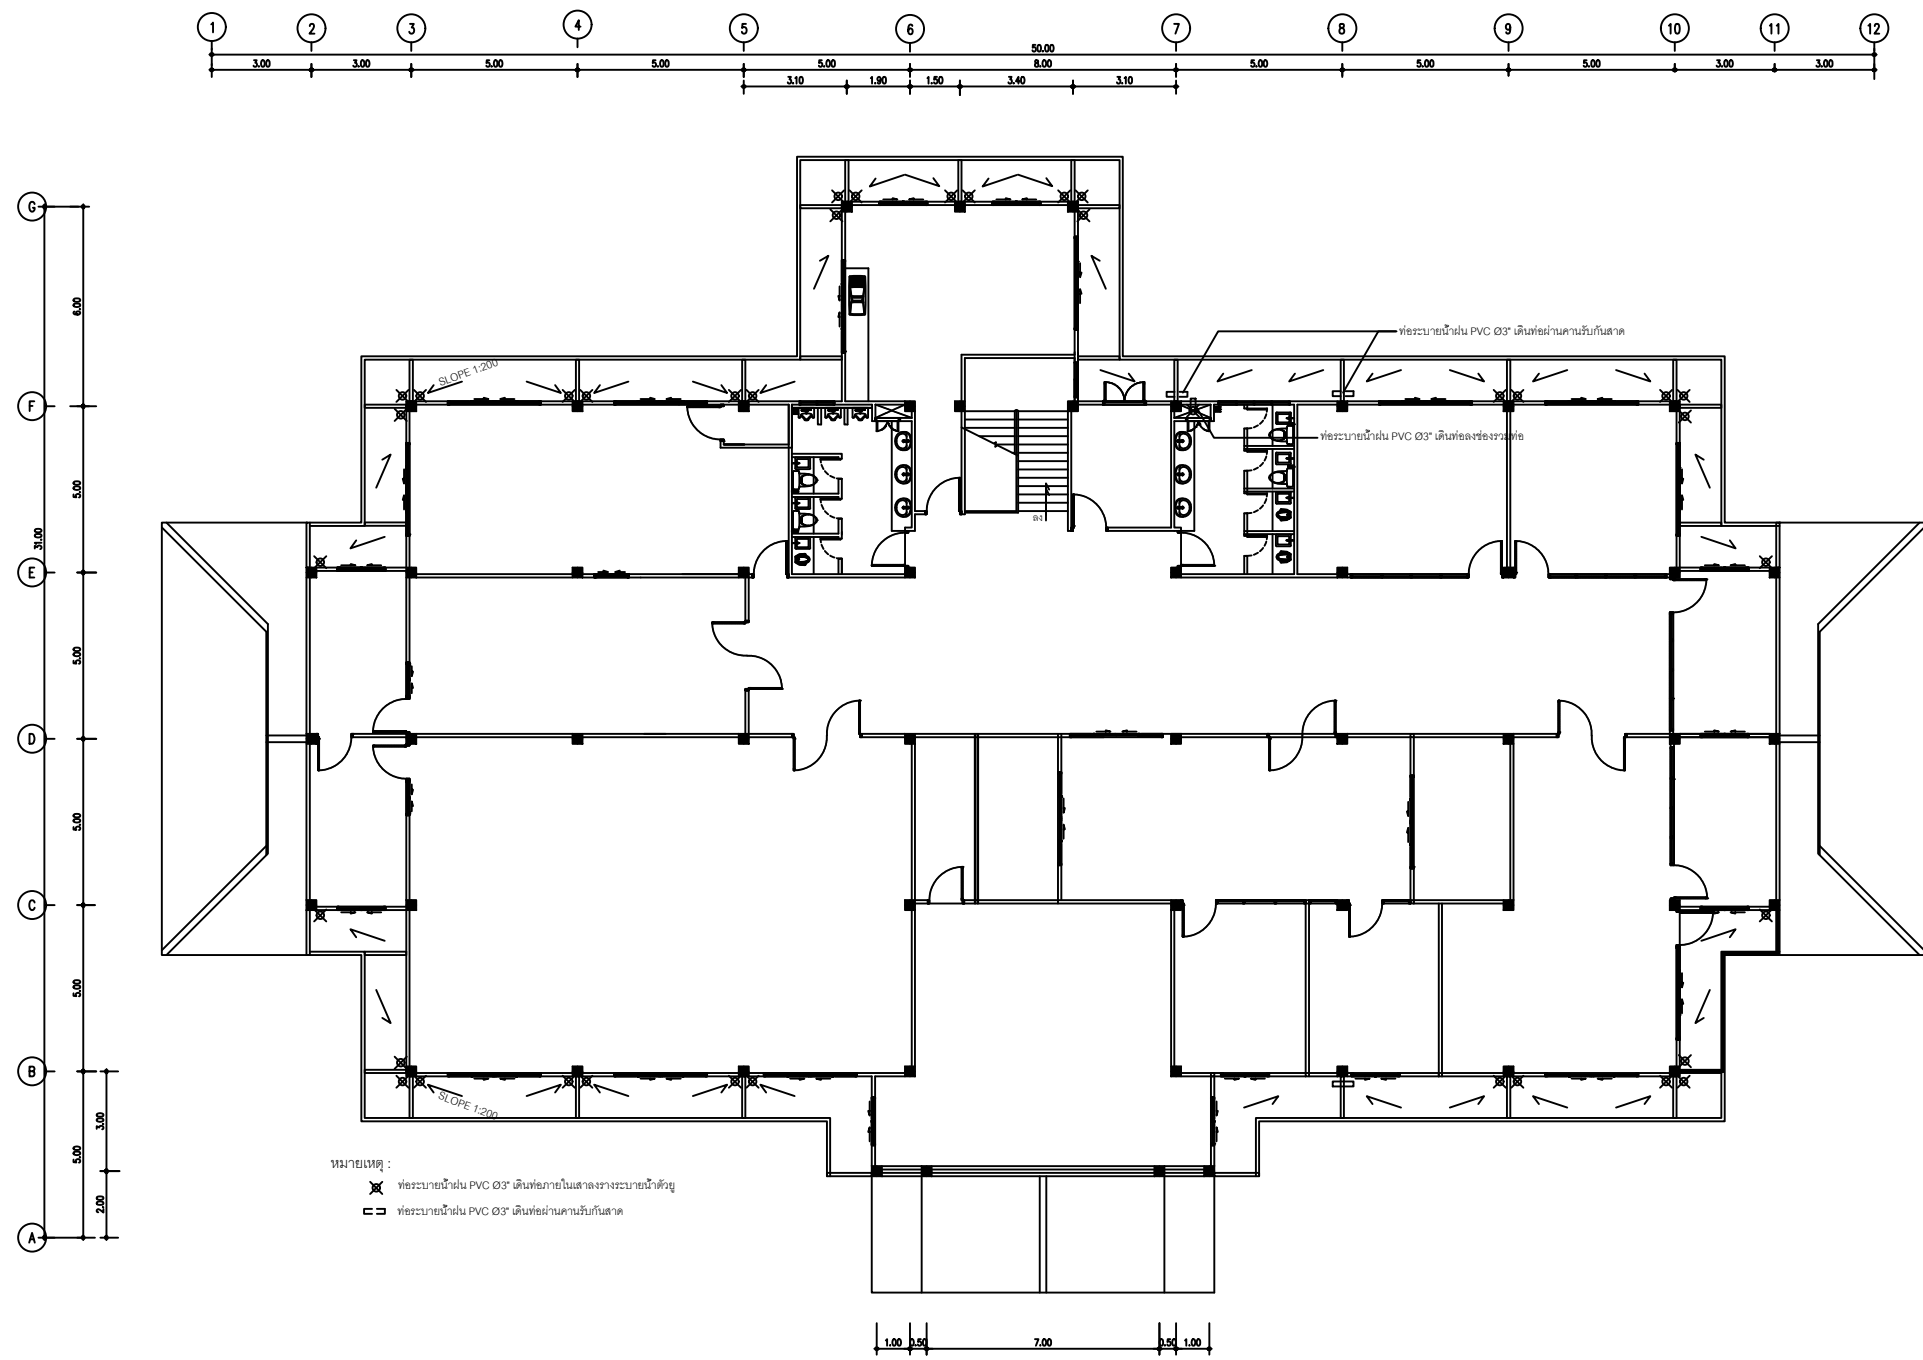 1 2 3 4 5 6 7 8 9 10 11 12
50.00
3.00 3.00 5.00 5.00 5.00 8.00 5.00 5.00 5.00 3.00 3.00
3.10 1.90 1.50 3.40 3.10
G
6.00
ท่อระบายน้ำฝน PVC Ø3" เดินท่อผ่านคานรับกันสาด
SLOPE 1:200
F
ท่อระบายน้ำฝน PVC Ø3" เดินท่อลงช่องรวมท่อ
5.00
ลง
31.00
E
5.00
D
5.00
C
5.00
B
SLOPE 1:200
3.00
5.00
หมายเหตุ :
ท่อระบายน้ำฝน PVC Ø3" เดินท่อภายในเสาลงรางระบายน้ำตัวยู
2.00
ท่อระบายน้ำฝน PVC Ø3" เดินท่อผ่านคานรับกันสาด
A
1.00 0.50 7.00 0.50 1.00